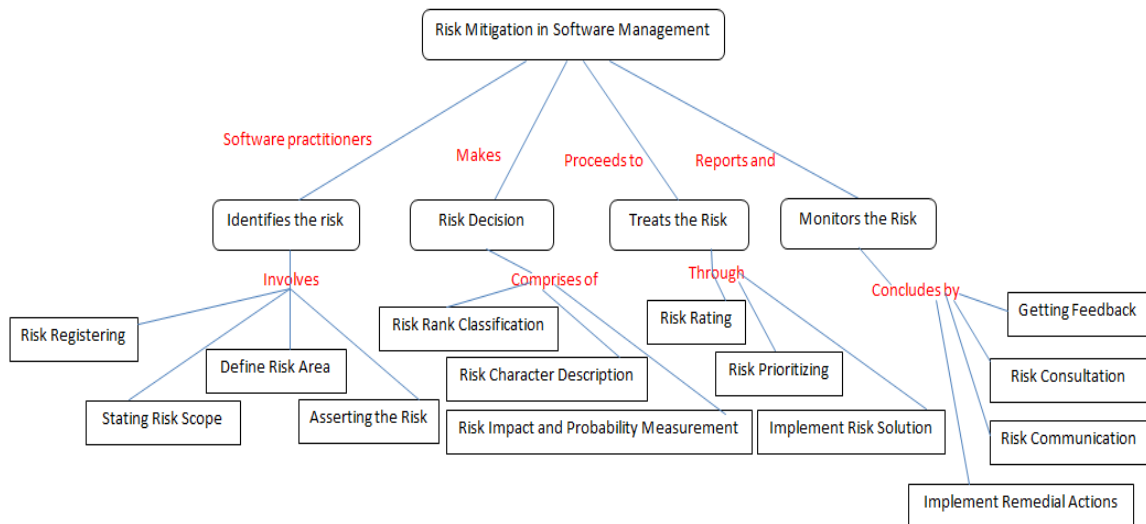 Risk Mitigation in Software Management
Software practitioners
Makes
Proceeds to
Reports and
Identifies the risk
Risk Decision
Treats the Risk
Monitors the Risk
Involves
Comprises of
Through
Concludes by
Risk Registering
Define Risk Area
Stating Risk Scope
Asserting the Risk
Risk Rank Classification
Risk Character Description
Risk Impact and Probability Measurement
Risk Rating
Risk Prioritizing
Implement Risk Solution
Getting Feedback
Risk Consultation
Risk Communication
Implement Remedial Actions